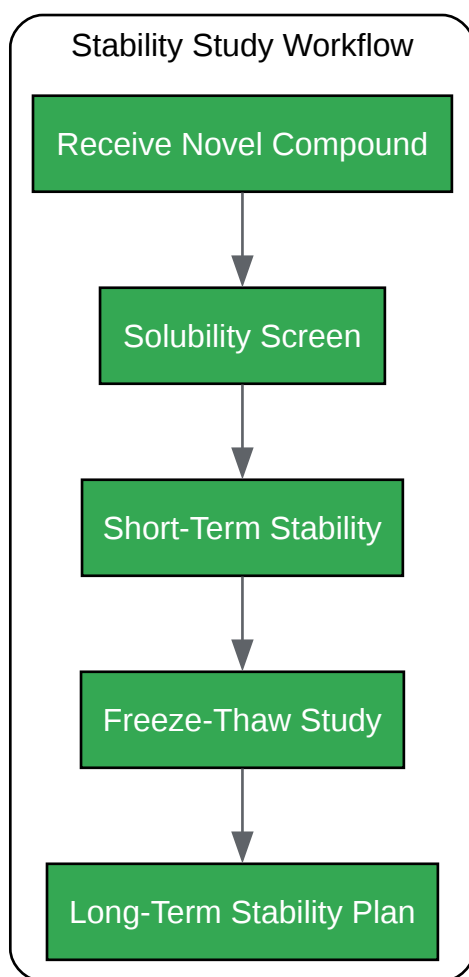 Stability Study Workflow
Receive Novel Compound
Solubility Screen
Short-Term Stability
Freeze-Thaw Study
Long-Term Stability Plan